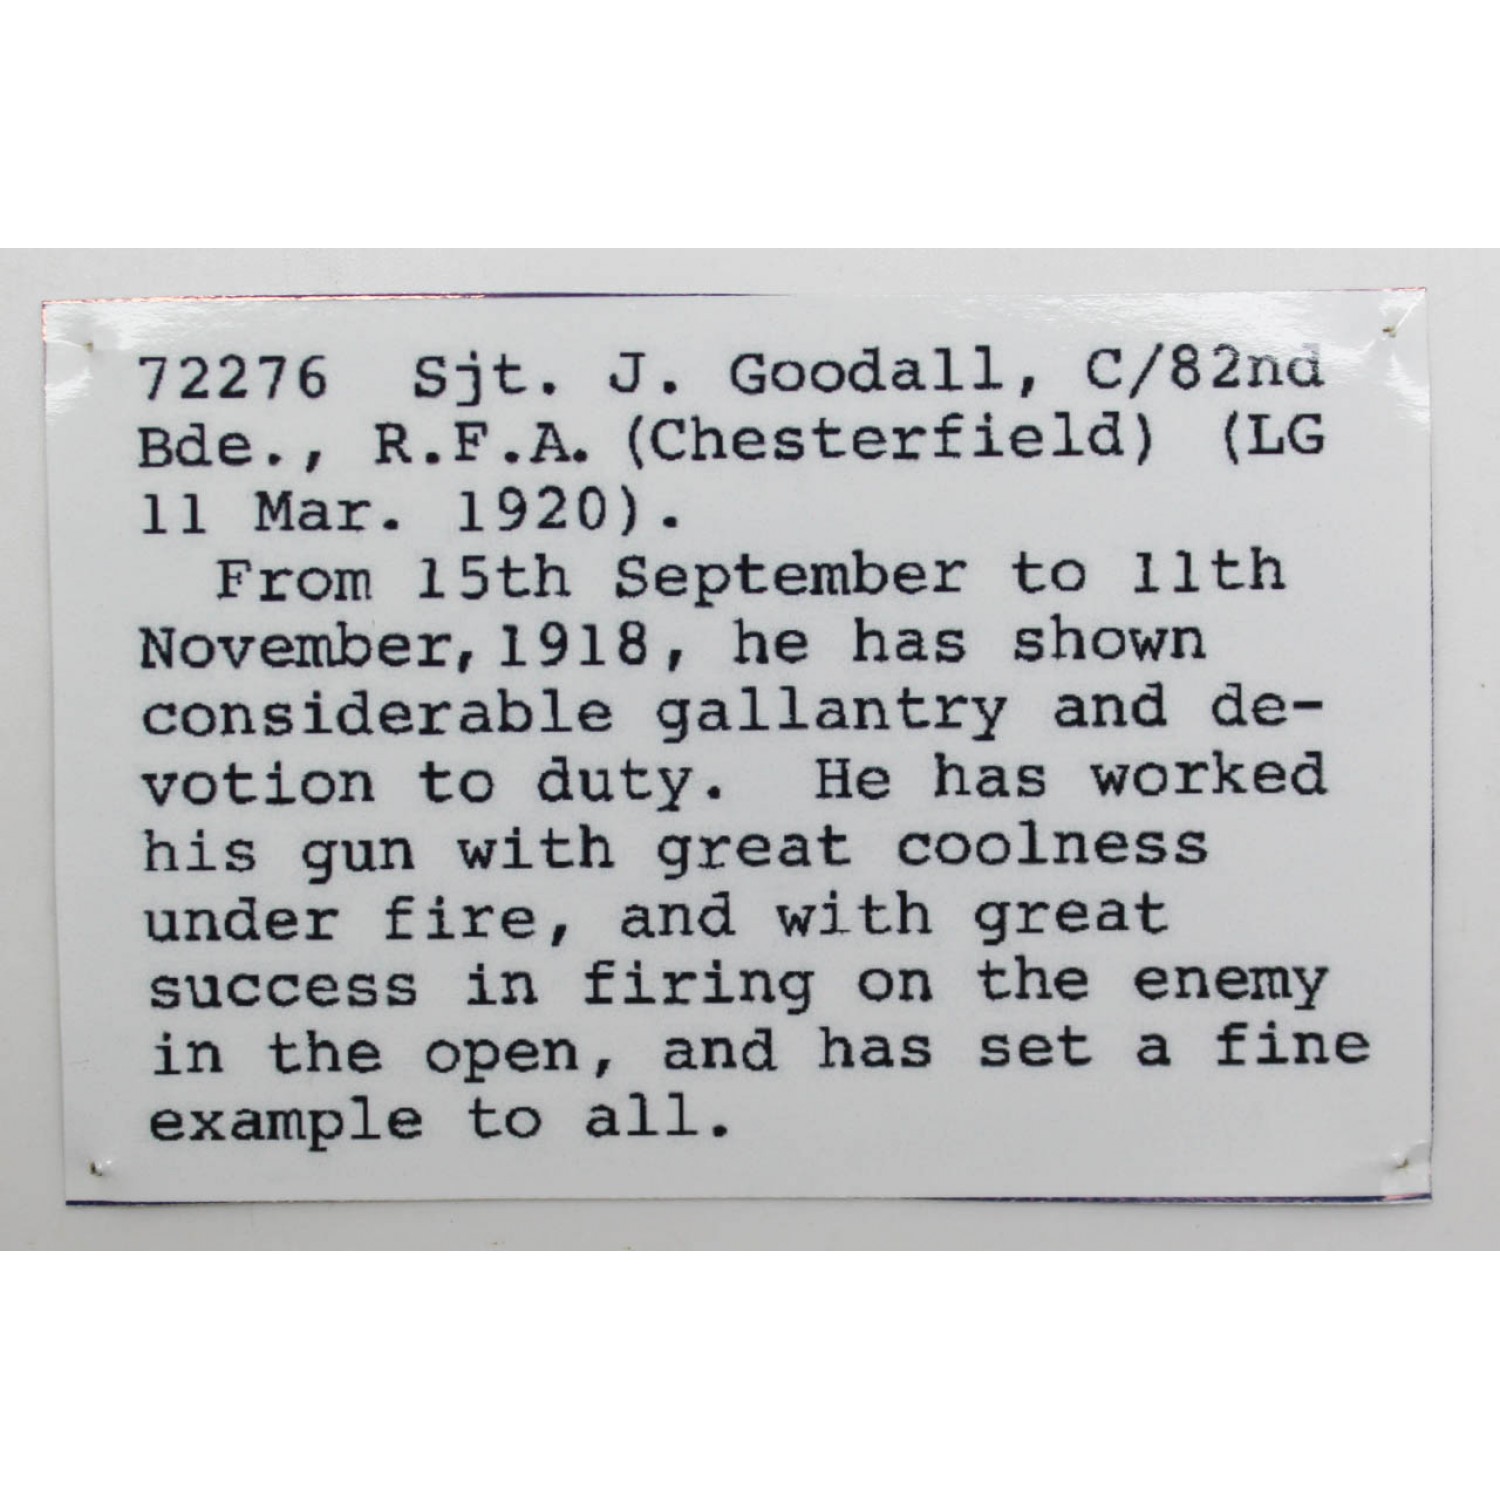 72276 Sjt. J. Goodall, C/82nd
Bde., R.F.A. (Chesterfield) (LG
11 Mar. 1920).
From 15th September to 11th
November, 1918, he has shown
considerable gallantry and de-
votion to duty. He has worked
his gun with great coolness
under fire, and with great
success in firing on the enemy
in the open, and has set a fine
example to all.